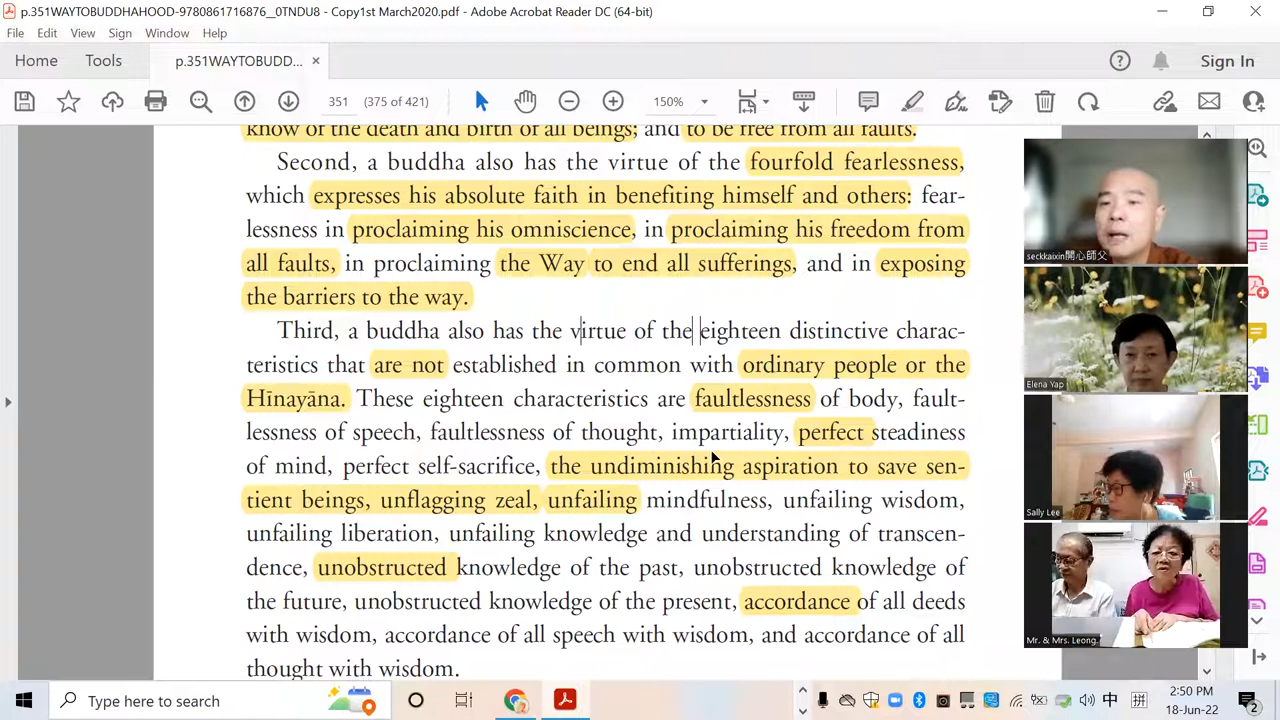 p.351WAYTOBUDDHAHOOD-9780861716876__0TNDU8 - Copy1st March2020.pdf - Adobe Acrobat Reader DC (64-bit)
File Edit View Sign Window Help
Home Tools p.351WAYTOBUDD... × Sign In
351 (375 of 421) 150%
know of the death and birth of all beings; and to be free from all faults.
Second, a buddha also has the virtue of the fourfold fearlessness,
which expresses his absolute faith in benefiting himself and others: fear-
lessness in proclaiming his omniscience, in proclaiming his freedom from
all faults, in proclaiming the Way to end all sufferings, and in exposing
the barriers to the way.
Third, a buddha also has the virtue of the eighteen distinctive charac-
teristics that are not established in common with ordinary people or the
Hīnayāna. These eighteen characteristics are faultlessness of body, fault-
lessness of speech, faultlessness of thought, impartiality, perfect steadiness
of mind, perfect self-sacrifice, the undiminishing aspiration to save sen-
tient beings, unflagging zeal, unfailing mindfulness, unfailing wisdom,
unfailing liberation, unfailing knowledge and understanding of transcen-
dence, unobstructed knowledge of the past, unobstructed knowledge of
the future, unobstructed knowledge of the present, accordance of all deeds
with wisdom, accordance of all speech with wisdom, and accordance of all
thought with wisdom.
seckkaixin開心師父
Elena Yap
Sally Lee
Mr. & Mrs. Leong
Type here to search
中 拼
2:50 PM
18-Jun-22
2